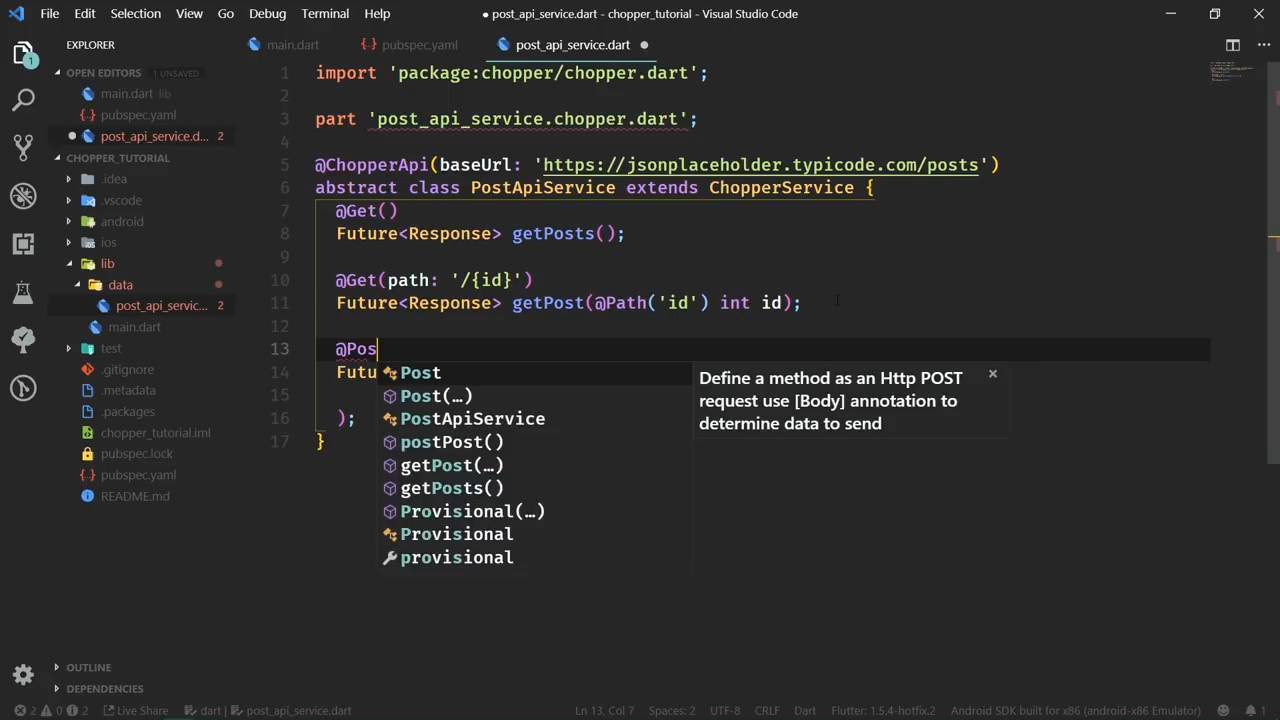 File Edit Selection View Go Debug Terminal Help
● post_api_service.dart - chopper_tutorial - Visual Studio Code
EXPLORER
main.dart
pubspec.yaml
post_api_service.dart
OPEN EDITORS 1 UNSAVED
main.dart lib
pubspec.yaml
post_api_service.d... 2
CHOPPER_TUTORIAL
.idea
.vscode
android
ios
lib
data
post_api_servic... 2
main.dart
test
.gitignore
.metadata
.packages
chopper_tutorial.iml
pubspec.lock
pubspec.yaml
README.md
OUTLINE
DEPENDENCIES
1 import 'package:chopper/chopper.dart';
2
3 part 'post_api_service.chopper.dart';
4
5 @ChopperApi(baseUrl: 'https://jsonplaceholder.typicode.com/posts')
6 abstract class PostApiService extends ChopperService {
7 @Get()
8 Future<Response> getPosts();
9
10 @Get(path: '/{id}')
11 Future<Response> getPost(@Path('id') int id);
12
13 @Pos
14 Futu
15
16 );
17 }
Post
Post(…)
PostApiService
postPost()
getPost(…)
getPosts()
Provisional(…)
Provisional
provisional
Define a method as an Http POST
request use [Body] annotation to
determine data to send
1
2 0 2 Live Share dart | post_api_service.dart Ln 13, Col 7 Spaces: 2 UTF-8 CRLF Dart Flutter: 1.5.4-hotfix.2 Android SDK built for x86 (android-x86 Emulator) 1